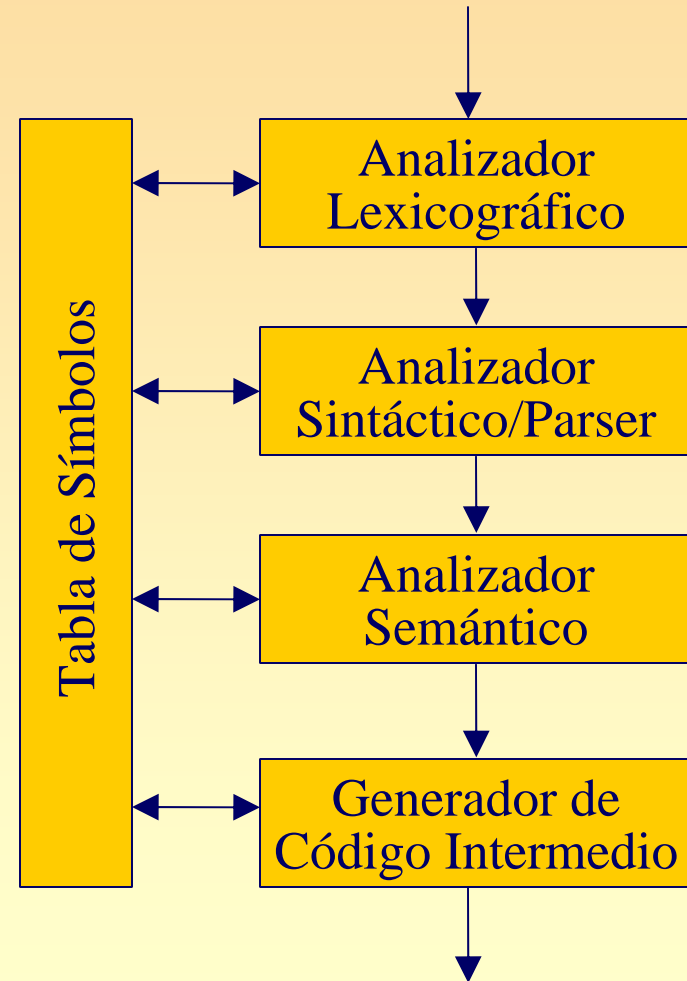 Tabla de Símbolos
Analizador
Lexicográfico
Analizador
Sintáctico/Parser
Analizador
Semántico
Generador de
Código Intermedio